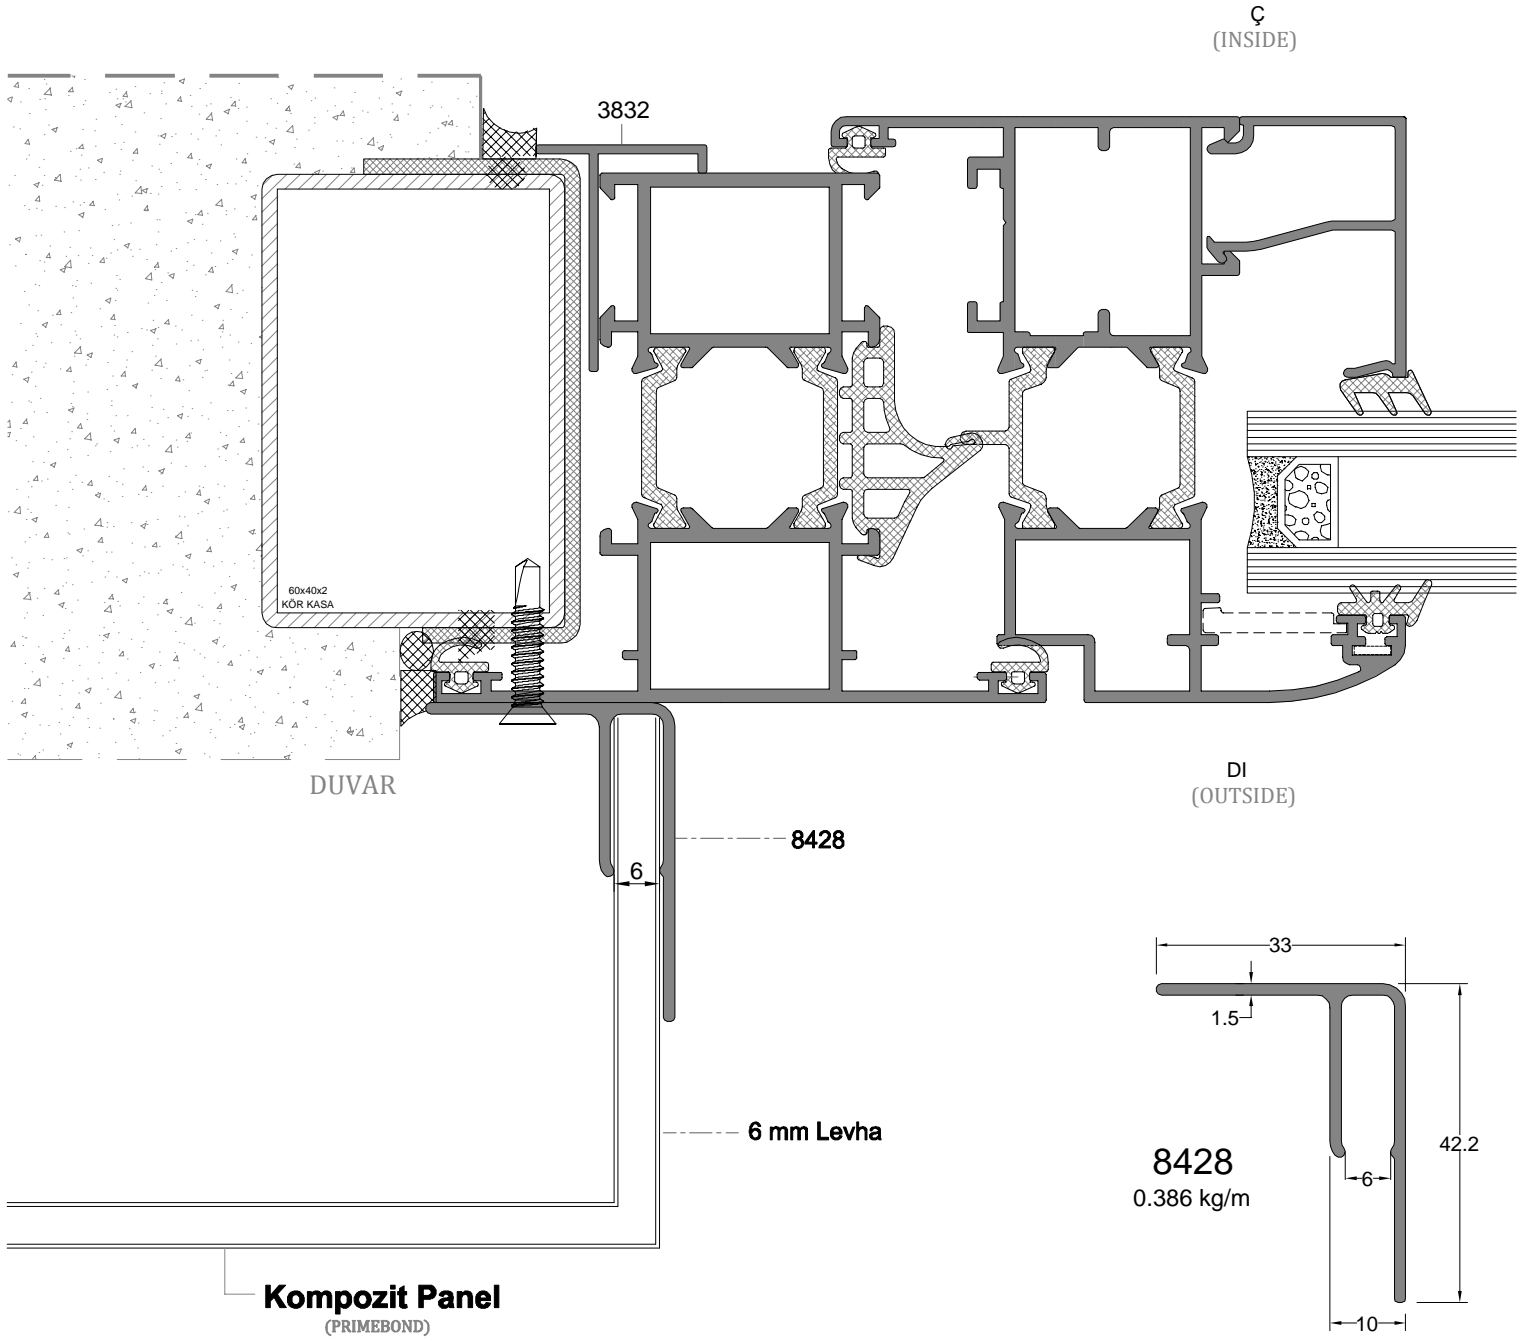 Ç
(INSIDE)
3832
60x40x2
KÖR KASA
DUVAR
DI
(OUTSIDE)
8428
6
33
1.5
42.2
6 mm Levha
8428
0.386 kg/m
6
10
Kompozit Panel
(PRIMEBOND)